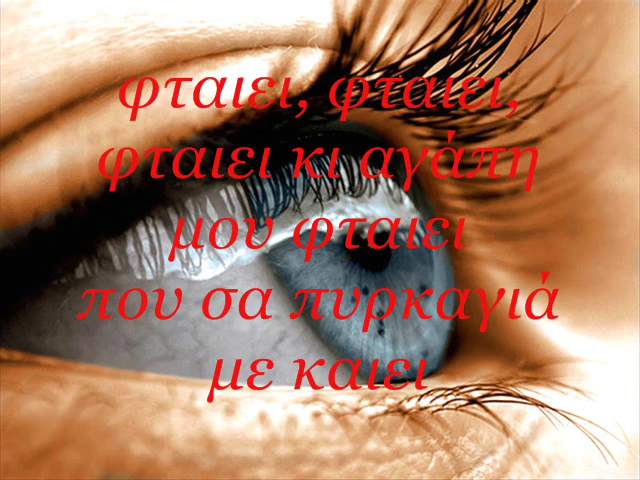 φταιει, φταιει,
φταιει κι αγάπη
μου φταιει
που σα πυρκαγιά
με καιει